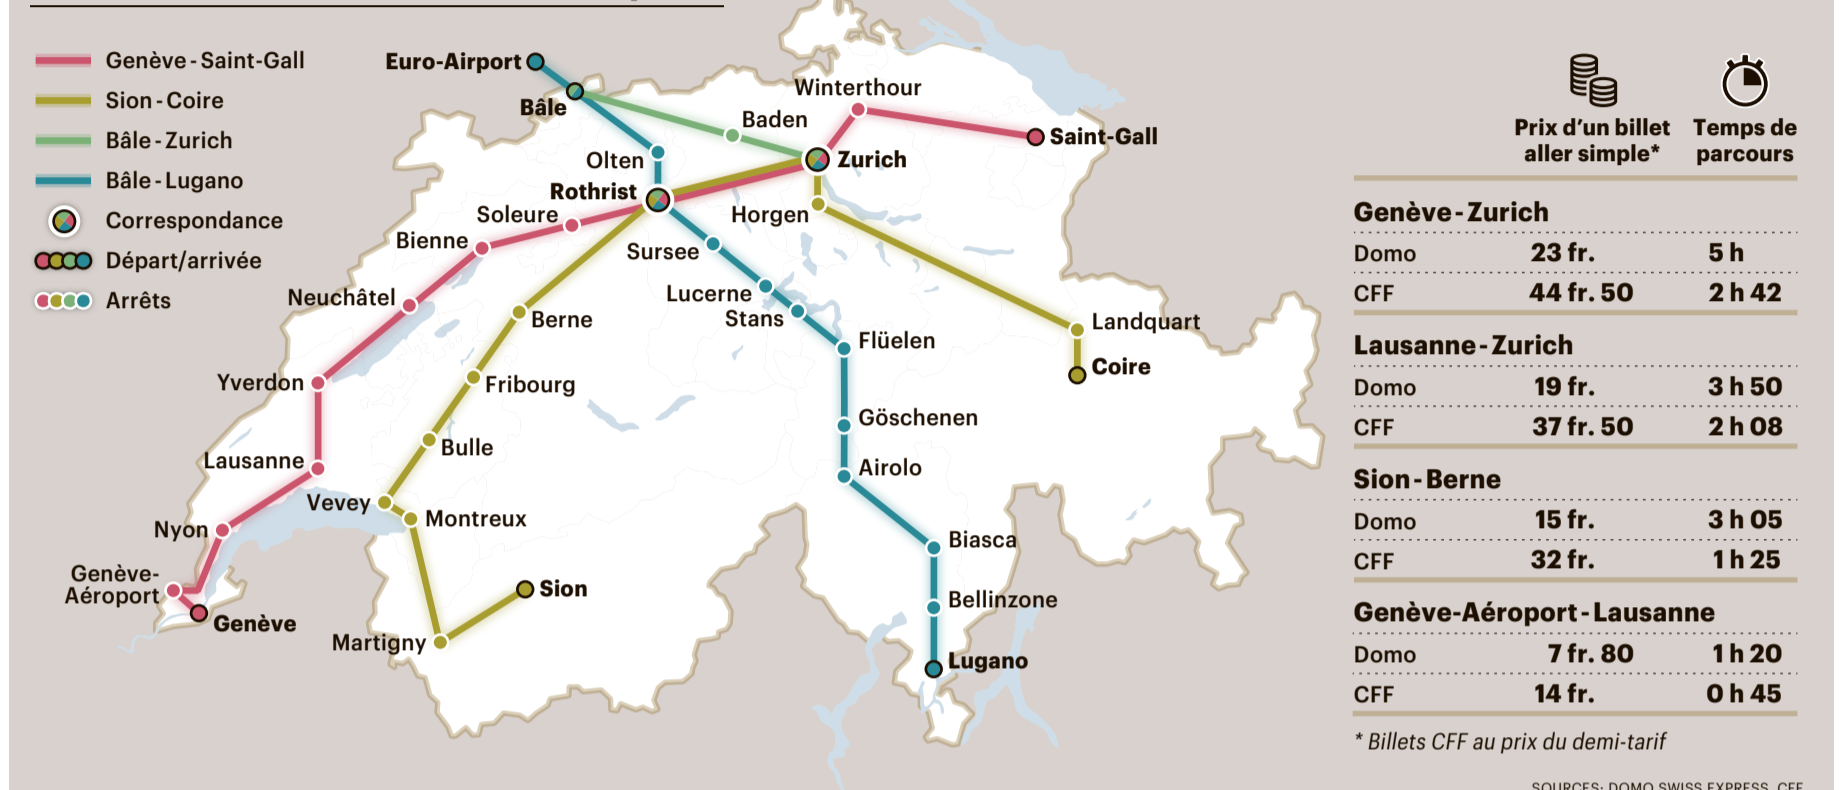 Genève - Saint-Gall
Sion - Coire
Bâle - Zurich
Bâle - Lugano
Correspondance
Départ/arrivée
Arrêts
Euro-Airport
Bâle
Winterthour
Baden
Saint-Gall
Olten
Zurich
Rothrist
Soleure
Horgen
Bienne
Sursee
Neuchâtel
Lucerne
Stans
Berne
Landquart
Flüelen
Coire
Yverdon
Fribourg
Göschenen
Bulle
Lausanne
Airolo
Vevey
Montreux
Nyon
Biasca
Genève-
Aéroport
Sion
Bellinzone
Genève
Martigny
Lugano
Prix d'un billet
aller simple*
Temps de
parcours
Genève - Zurich
Domo 23 fr. 5 h
CFF 44 fr. 50 2 h 42
Lausanne - Zurich
Domo 19 fr. 3 h 50
CFF 37 fr. 50 2 h 08
Sion - Berne
Domo 15 fr. 3 h 05
CFF 32 fr. 1 h 25
Genève-Aéroport - Lausanne
Domo 7 fr. 80 1 h 20
CFF 14 fr. 0 h 45
* Billets CFF au prix du demi-tarif
SOURCES: DOMO SWISS EXPRESS, CFF